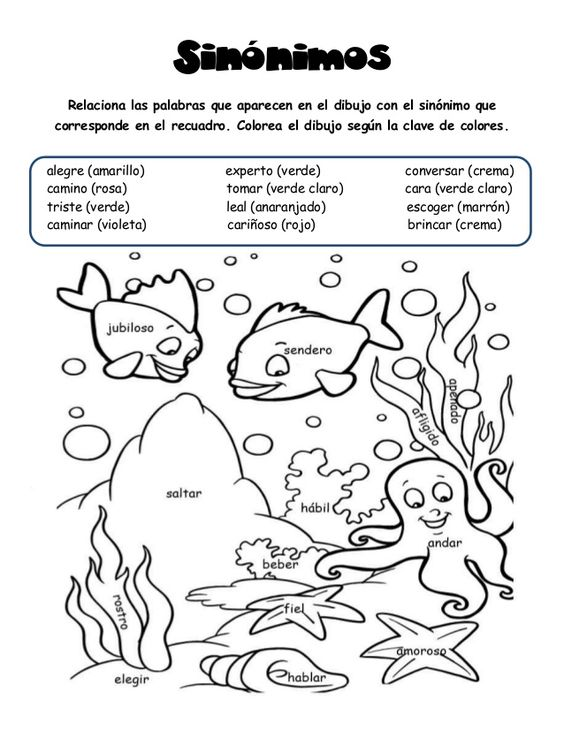 Sinónimos
Relaciona las palabras que aparecen en el dibujo con el sinónimo que
corresponde en el recuadro. Colorea el dibujo según la clave de colores.
alegre (amarillo) experto (verde) conversar (crema)
camino (rosa) tomar (verde claro) cara (verde claro)
triste (verde) leal (anaranjado) escoger (marrón)
caminar (violeta) cariñoso (rojo) brincar (crema)
jubiloso
sendero
apenado
afligido
saltar
hábil
andar
beber
rostro
fiel
amoroso
elegir
hablar